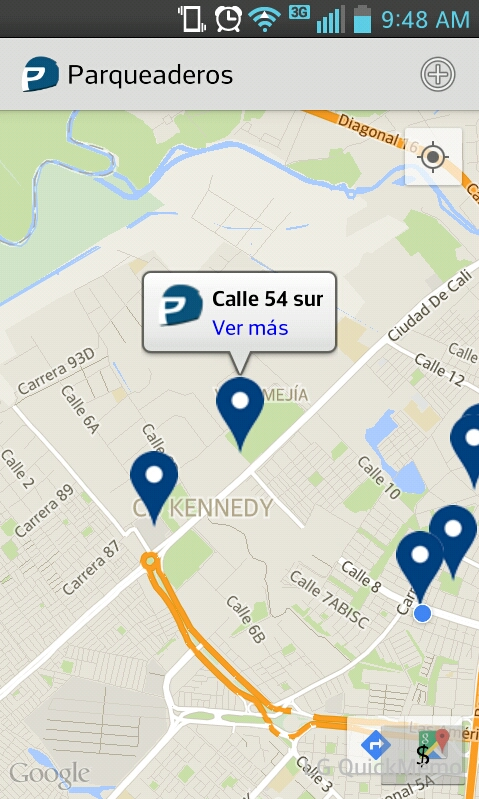 3G 9:48 AM
P Parqueaderos
Diagonal 16
P Calle 54 sur
Ver más
Ciudad De Cali
Carrera 93D
MEJÍA
Calle 12
Calle 6A
Calle
Calle 2
Calle 10
Carrera 89
KENNEDY
Carrera 87
Calle 8
Calle 7ABISC
Calle 6B
$
Google
G QuickMemo
Calle 3
5A